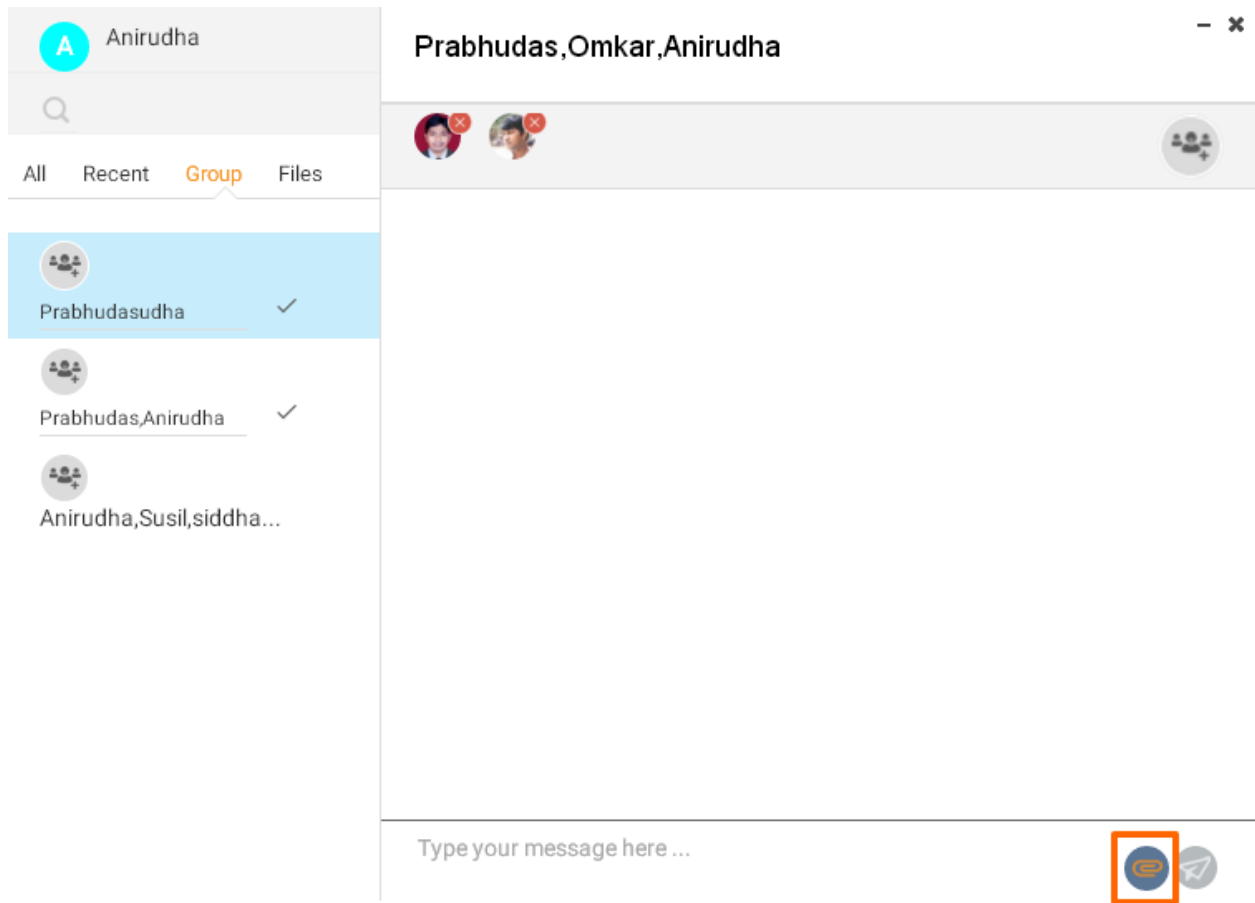 A
Anirudha
All Recent Group Files
Prabhudasudha
Prabhudas,Anirudha
Anirudha,Susil,siddha...
Prabhudas,Omkar,Anirudha
Type your message here ...